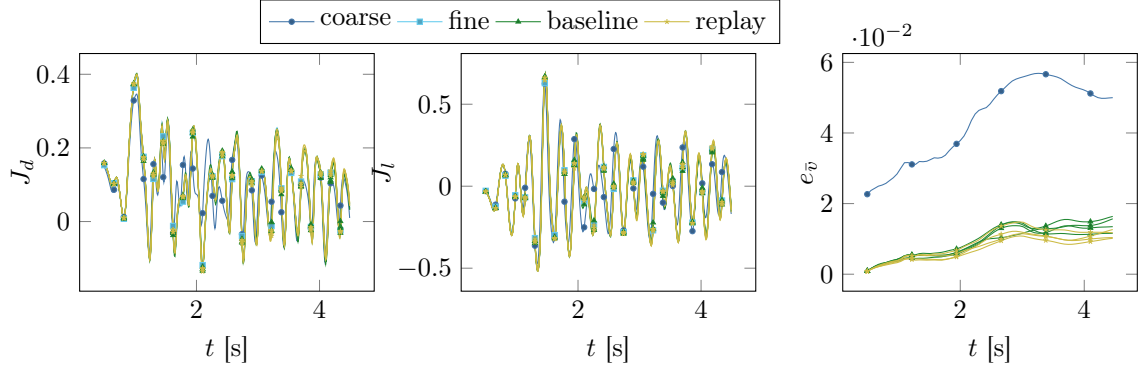 coarse fine baseline replay
·10⁻²
J_d
0.4
0.2
0
2 4
t [s]
J_l
0.5
0
−0.5
2 4
t [s]
e_v̄
6
4
2
0
2 4
t [s]